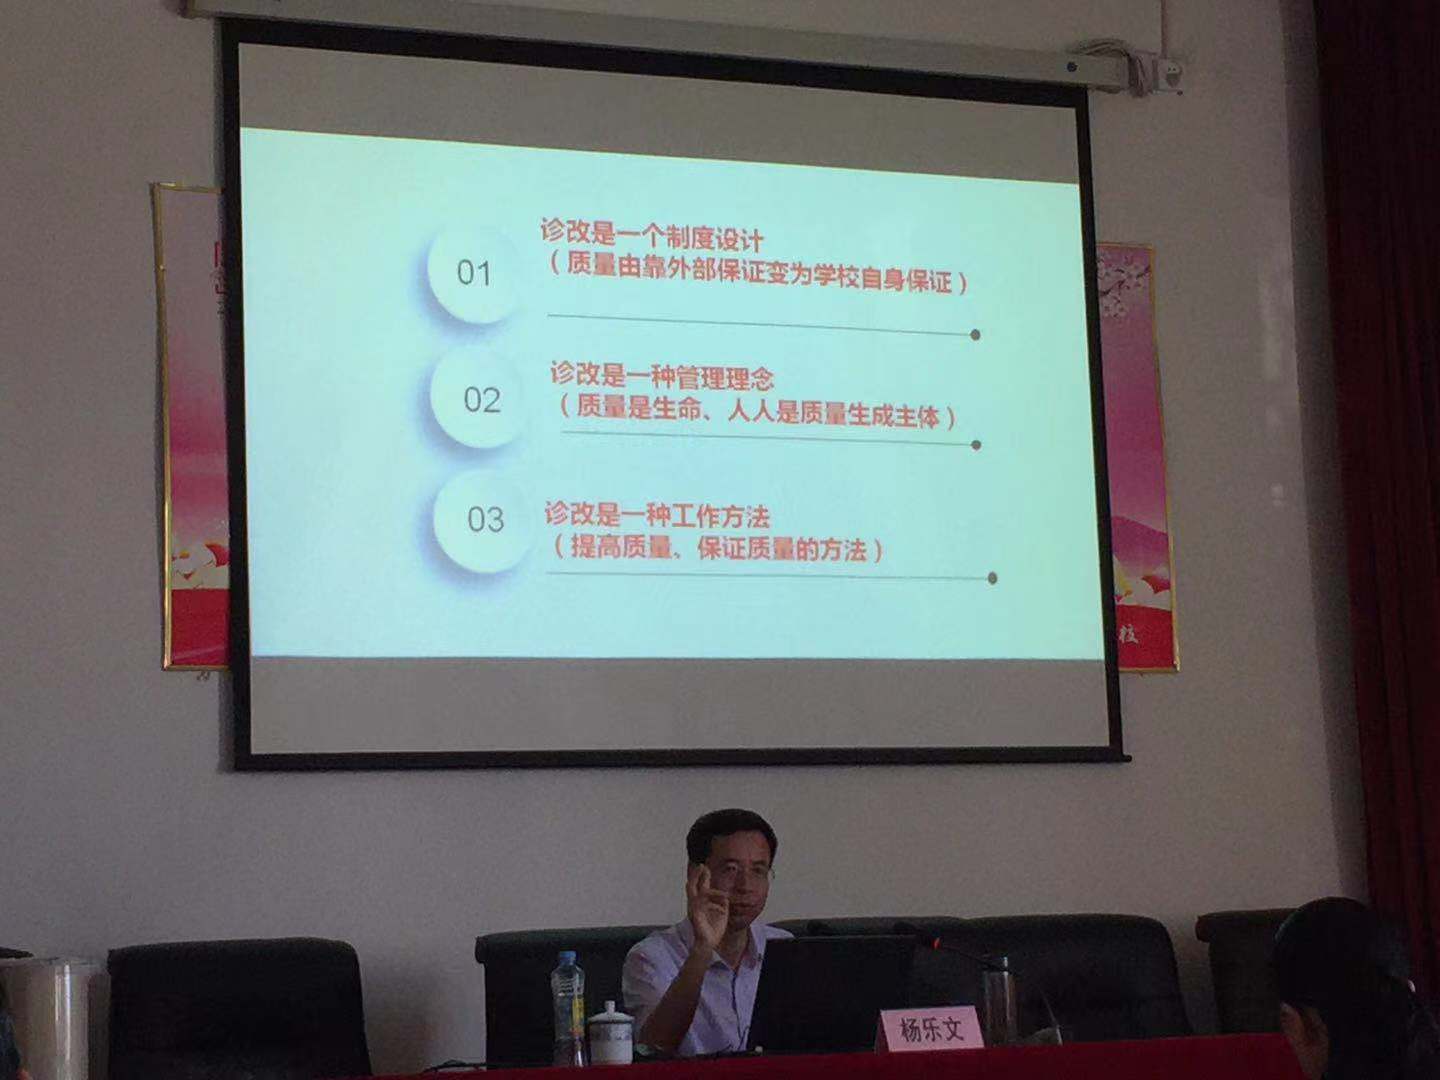 01
诊改是一个制度设计
（质量由靠外部保证变为学校自身保证）
02
诊改是一种管理理念
（质量是生命、人人是质量生成主体）
03
诊改是一种工作方法
（提高质量、保证质量的方法）
校
杨乐文